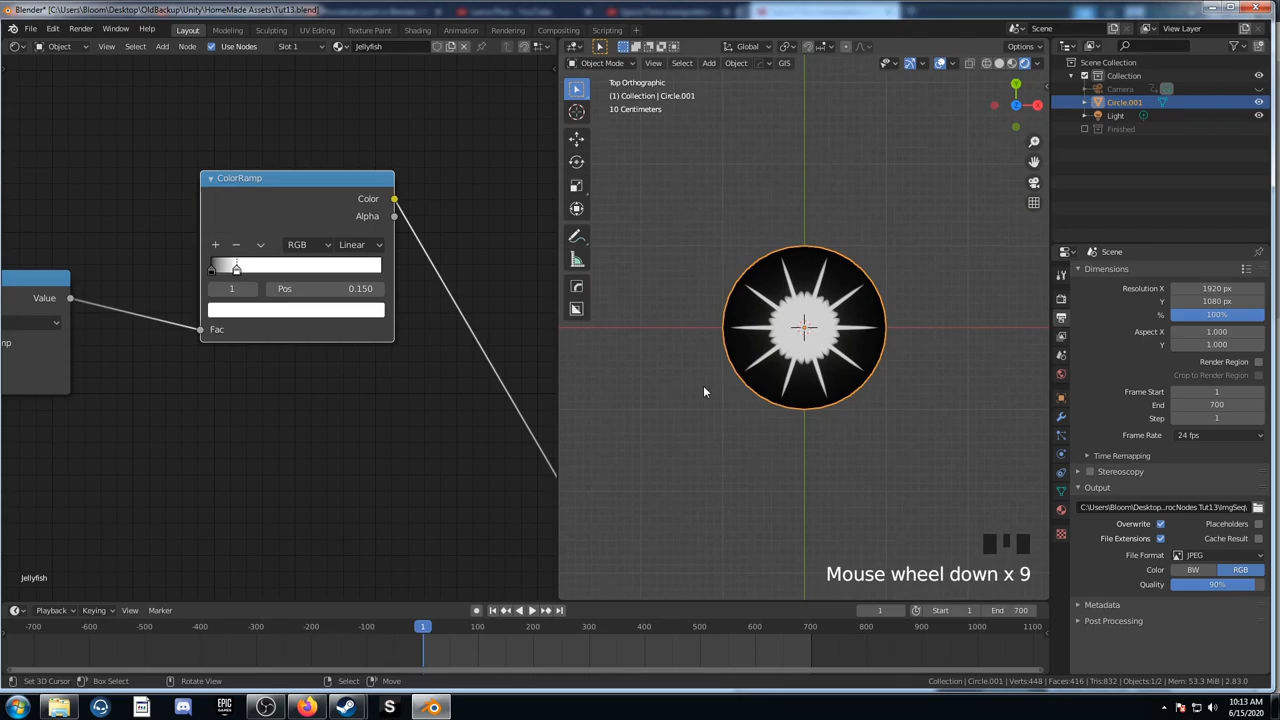 Blender* [C:\Users\Bloom\Desktop\OldBackup\Unity\HomeMade Assets\Tut13.blend]
File Edit Render Window Help Layout Modeling Sculpting UV Editing Texture Paint Shading Animation Rendering Compositing Scripting + Scene View Layer
Object View Select Add Node Use Nodes Slot 1 Jellyfish Global Options
Object Mode View Select Add Object GIS
Top Orthographic
(1) Collection | Circle.001
10 Centimeters
Y
X
Z
Scene Collection
Collection
Camera
Circle.001
Light
Finished
ColorRamp
Color
Alpha
+ − RGB Linear
1 Pos 0.150
Fac
Value
Scene
Dimensions
Resolution X 1920 px
Y 1080 px
% 100%
Aspect X 1.000
Y 1.000
Render Region
Crop to Render Region
Frame Start 1
End 700
Step 1
Frame Rate 24 fps
Time Remapping
Stereoscopy
Output
C:\Users\Bloom\Desktop...rocNodes Tut13\ImgSeq\
Overwrite Placeholders
File Extensions Cache Result
File Format JPEG
Color BW RGB
Quality 90%
Metadata
Post Processing
Mouse wheel down x 9
Jellyfish
Playback Keying View Marker 1 Start 1 End 700
-700 -600 -500 -400 -300 -200 -100 1 100 200 300 400 500 600 700 800 900 1000 1100
Set 3D Cursor Box Select Rotate View Select Move Collection | Circle.001 | Verts:448 | Faces:416 | Tris:832 | Objects:1/2 | Mem: 53.3 MiB | 2.83.0
EPIC GAMES
S
10:13 AM
6/15/2020